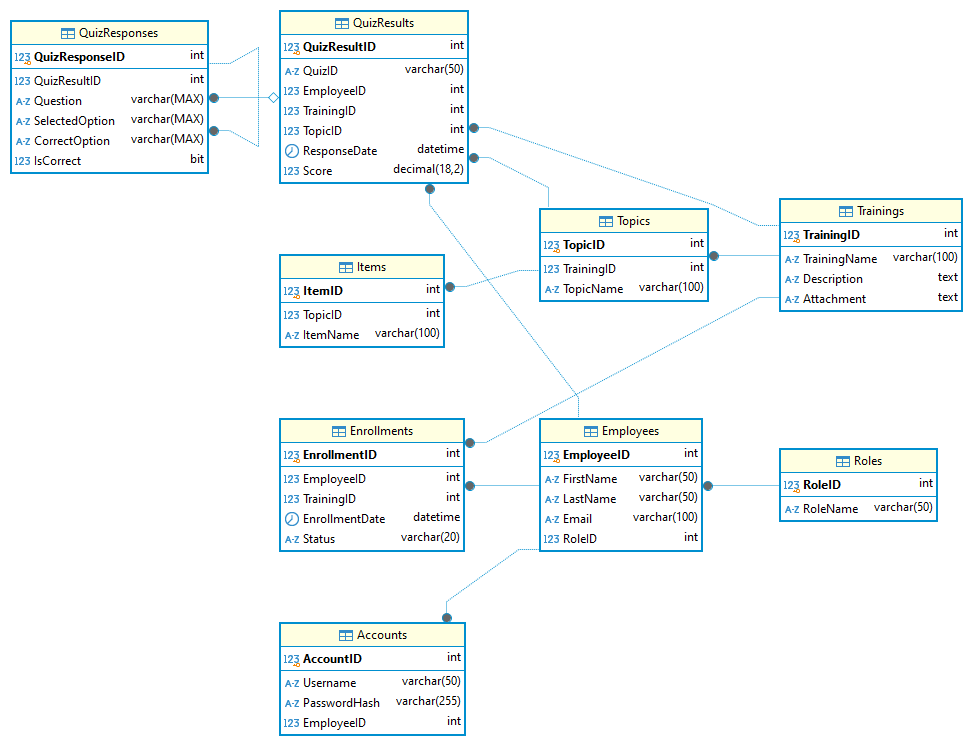 QuizResponses
123 QuizResponseID int
123 QuizResultID int
A-Z Question varchar(MAX)
A-Z SelectedOption varchar(MAX)
A-Z CorrectOption varchar(MAX)
123 IsCorrect bit
QuizResults
123 QuizResultID int
A-Z QuizID varchar(50)
123 EmployeeID int
123 TrainingID int
123 TopicID int
ResponseDate datetime
123 Score decimal(18,2)
Topics
123 TopicID int
123 TrainingID int
A-Z TopicName varchar(100)
Trainings
123 TrainingID int
A-Z TrainingName varchar(100)
A-Z Description text
A-Z Attachment text
Items
123 ItemID int
123 TopicID int
A-Z ItemName varchar(100)
Enrollments
123 EnrollmentID int
123 EmployeeID int
123 TrainingID int
EnrollmentDate datetime
A-Z Status varchar(20)
Employees
123 EmployeeID int
A-Z FirstName varchar(50)
A-Z LastName varchar(50)
A-Z Email varchar(100)
123 RoleID int
Roles
123 RoleID int
A-Z RoleName varchar(50)
Accounts
123 AccountID int
A-Z Username varchar(50)
A-Z PasswordHash varchar(255)
123 EmployeeID int